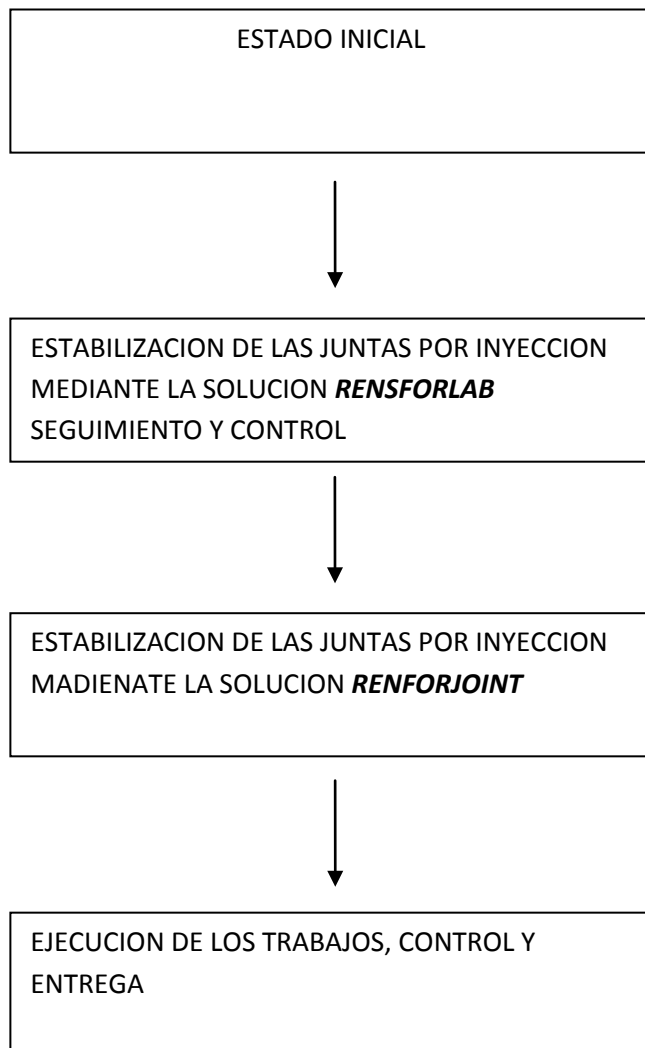 ESTADO INICIAL
ESTABILIZACION DE LAS JUNTAS POR INYECCION
MEDIANTE LA SOLUCION RENSFORLAB
SEGUIMIENTO Y CONTROL
ESTABILIZACION DE LAS JUNTAS POR INYECCION
MADIENATE LA SOLUCION RENFORJOINT
EJECUCION DE LOS TRABAJOS, CONTROL Y
ENTREGA